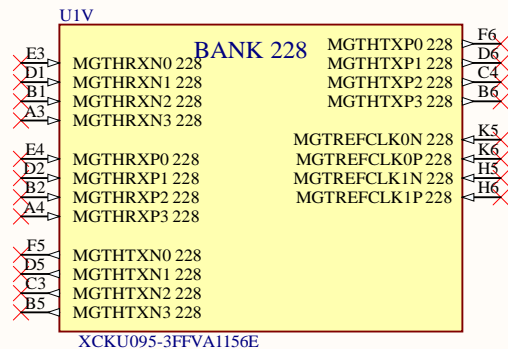 U1V
BANK 228
E3 MGTHRXN0 228
D1 MGTHRXN1 228
B1 MGTHRXN2 228
A3 MGTHRXN3 228
E4 MGTHRXP0 228
D2 MGTHRXP1 228
B2 MGTHRXP2 228
A4 MGTHRXP3 228
F5 MGTHTXN0 228
D5 MGTHTXN1 228
C3 MGTHTXN2 228
B5 MGTHTXN3 228
MGTHTXP0 228 F6
MGTHTXP1 228 D6
MGTHTXP2 228 C4
MGTHTXP3 228 B6
MGTREFCLK0N 228 K5
MGTREFCLK0P 228 K6
MGTREFCLK1N 228 H5
MGTREFCLK1P 228 H6
XCKU095-3FFVA1156E